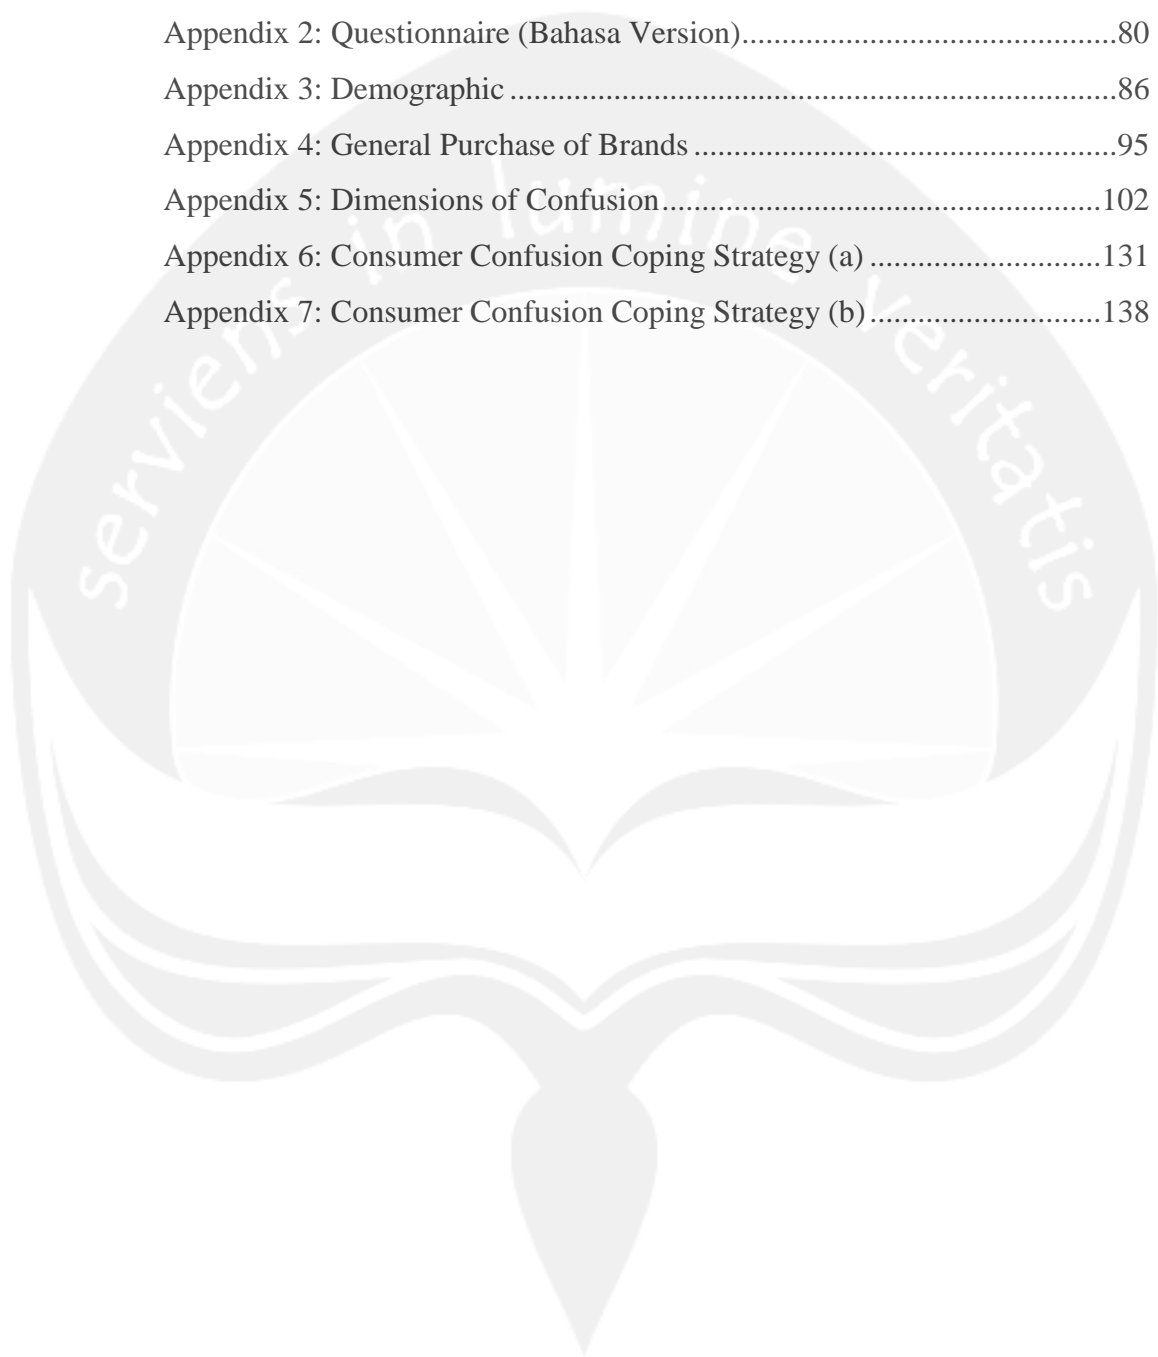 Appendix 2: Questionnaire (Bahasa Version)................................................80
Appendix 3: Demographic..............................................................................86
Appendix 4: General Purchase of Brands......................................................95
Appendix 5: Dimensions of Confusion........................................................102
Appendix 6: Consumer Confusion Coping Strategy (a)..............................131
Appendix 7: Consumer Confusion Coping Strategy (b)..............................138
serviens in lumine veritatis